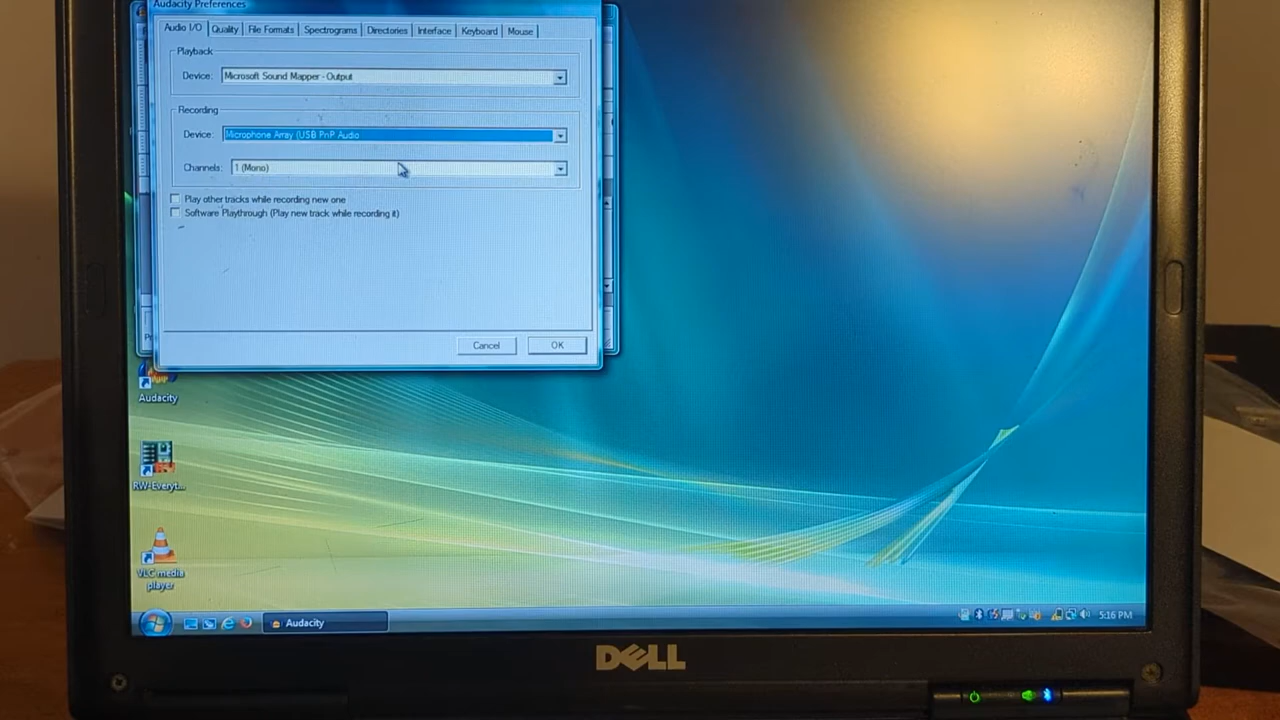 Audacity Preferences
Audio I/O Quality File Formats Spectrograms Directories Interface Keyboard Mouse
Playback
Device: Microsoft Sound Mapper - Output
Recording
Device: Microphone Array (USB PnP Audio
Channels: 1 (Mono)
Play other tracks while recording new one
Software Playthrough (Play new track while recording it)
Cancel OK
Audacity
RW-Everyt...
VLC media
player
Audacity
5:16 PM
DELL